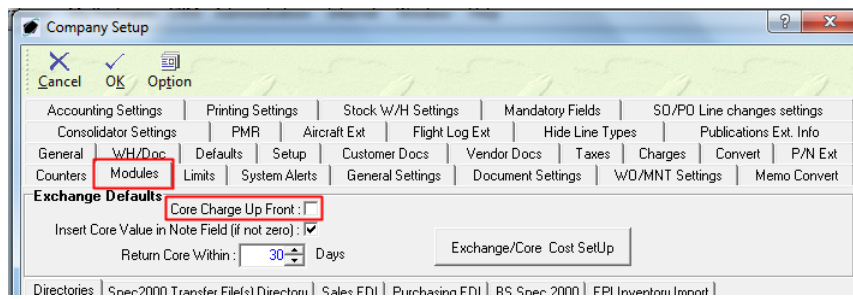 Company Setup
Cancel OK Option
Accounting Settings Printing Settings Stock W/H Settings Mandatory Fields SO/PO Line changes settings
Consolidator Settings PMR Aircraft Ext Flight Log Ext Hide Line Types Publications Ext. Info
General WH/Doc Defaults Setup Customer Docs Vendor Docs Taxes Charges Convert P/N Ext
Counters Modules Limits System Alerts General Settings Document Settings WO/MNT Settings Memo Convert
Exchange Defaults
Core Charge Up Front :
Insert Core Value in Note Field (if not zero) :
Return Core Within : 30 Days
Exchange/Core Cost SetUp
Directories Spec2000 Transfer File(s) Directory Sales EDI Purchasing EDI BS Spec 2000 EPI Inventory Import